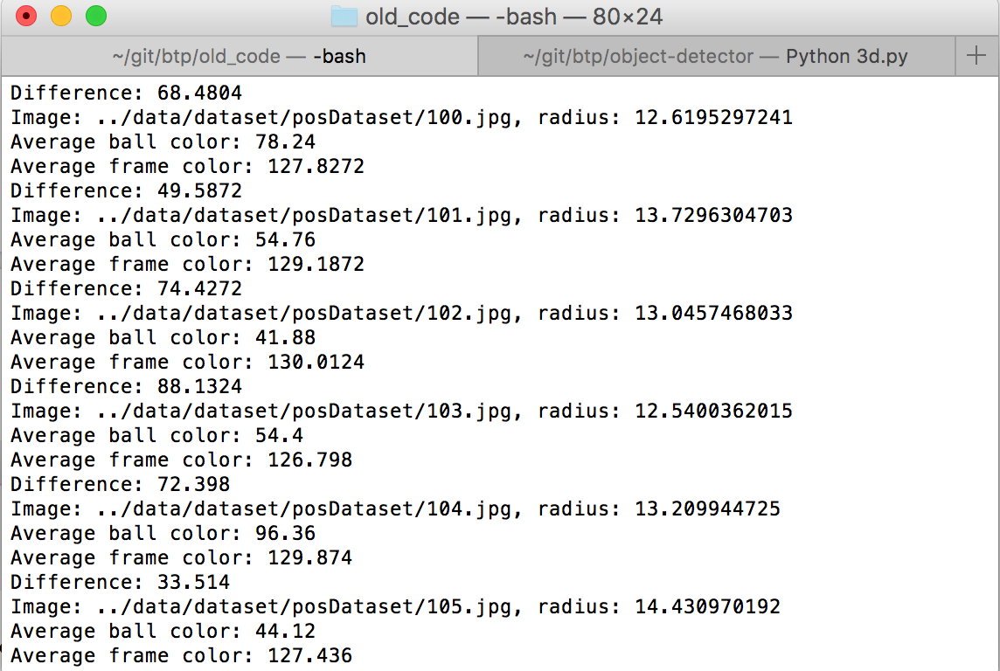 old_code — -bash — 80×24
~/git/btp/old_code — -bash
~/git/btp/object-detector — Python 3d.py
Difference: 68.4804
Image: ../data/dataset/posDataset/100.jpg, radius: 12.6195297241
Average ball color: 78.24
Average frame color: 127.8272
Difference: 49.5872
Image: ../data/dataset/posDataset/101.jpg, radius: 13.7296304703
Average ball color: 54.76
Average frame color: 129.1872
Difference: 74.4272
Image: ../data/dataset/posDataset/102.jpg, radius: 13.0457468033
Average ball color: 41.88
Average frame color: 130.0124
Difference: 88.1324
Image: ../data/dataset/posDataset/103.jpg, radius: 12.5400362015
Average ball color: 54.4
Average frame color: 126.798
Difference: 72.398
Image: ../data/dataset/posDataset/104.jpg, radius: 13.209944725
Average ball color: 96.36
Average frame color: 129.874
Difference: 33.514
Image: ../data/dataset/posDataset/105.jpg, radius: 14.430970192
Average ball color: 44.12
Average frame color: 127.436